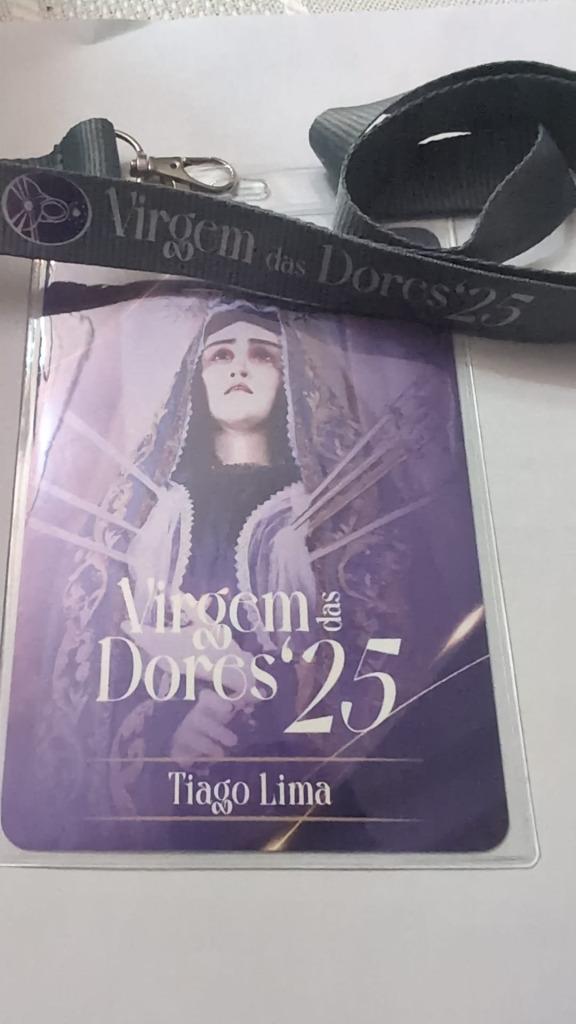 Virgem das Dores‘25
Virgem das
Dores‘25
Tiago Lima